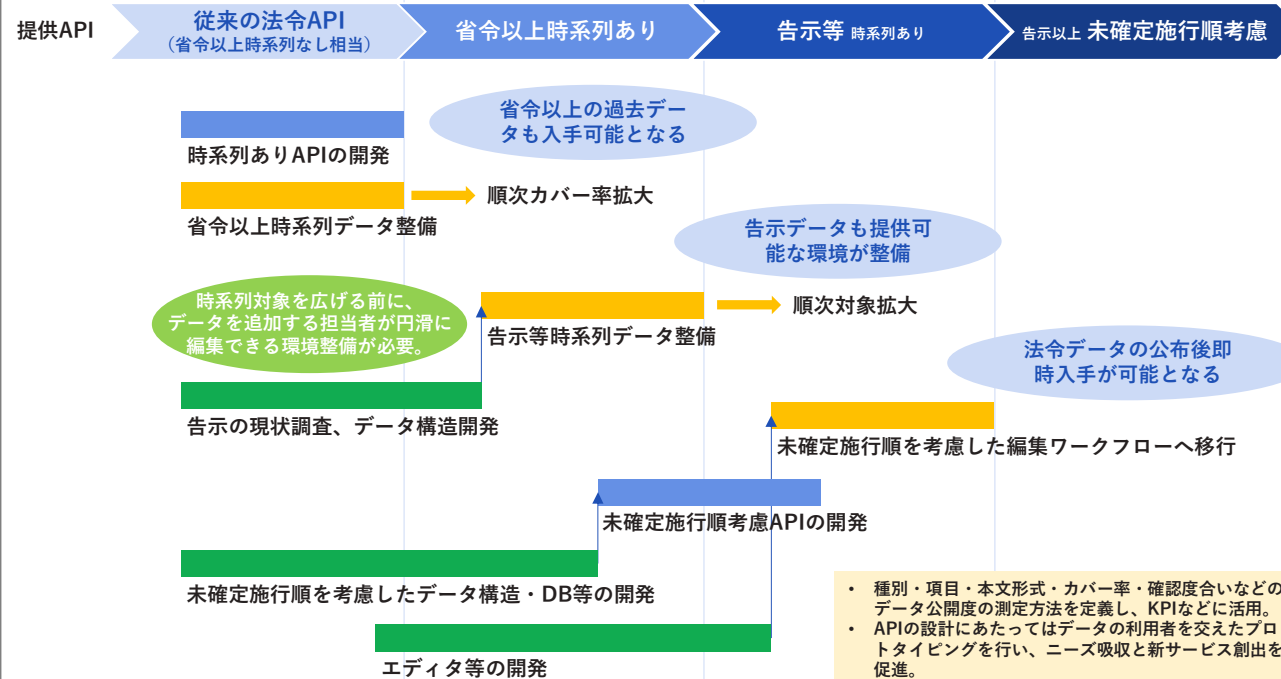 提供API
従来の法令API
（省令以上時系列なし相当）
省令以上時系列あり
告示等 時系列あり
告示以上 未確定施行順考慮
省令以上の過去デー
タも入手可能となる
時系列ありAPIの開発
順次カバー率拡大
省令以上時系列データ整備
告示データも提供可
能な環境が整備
時系列対象を広げる前に、
データを追加する担当者が円滑に
編集できる環境整備が必要。
順次対象拡大
告示等時系列データ整備
法令データの公布後即
時入手が可能となる
告示の現状調査、データ構造開発
未確定施行順を考慮した編集ワークフローへ移行
未確定施行順考慮APIの開発
未確定施行順を考慮したデータ構造・DB等の開発
エディタ等の開発
• 種別・項目・本文形式・カバー率・確認度合いなどの
データ公開度の測定方法を定義し、KPIなどに活用。
• APIの設計にあたってはデータの利用者を交えたプロ
トタイピングを行い、ニーズ吸収と新サービス創出を
促進。